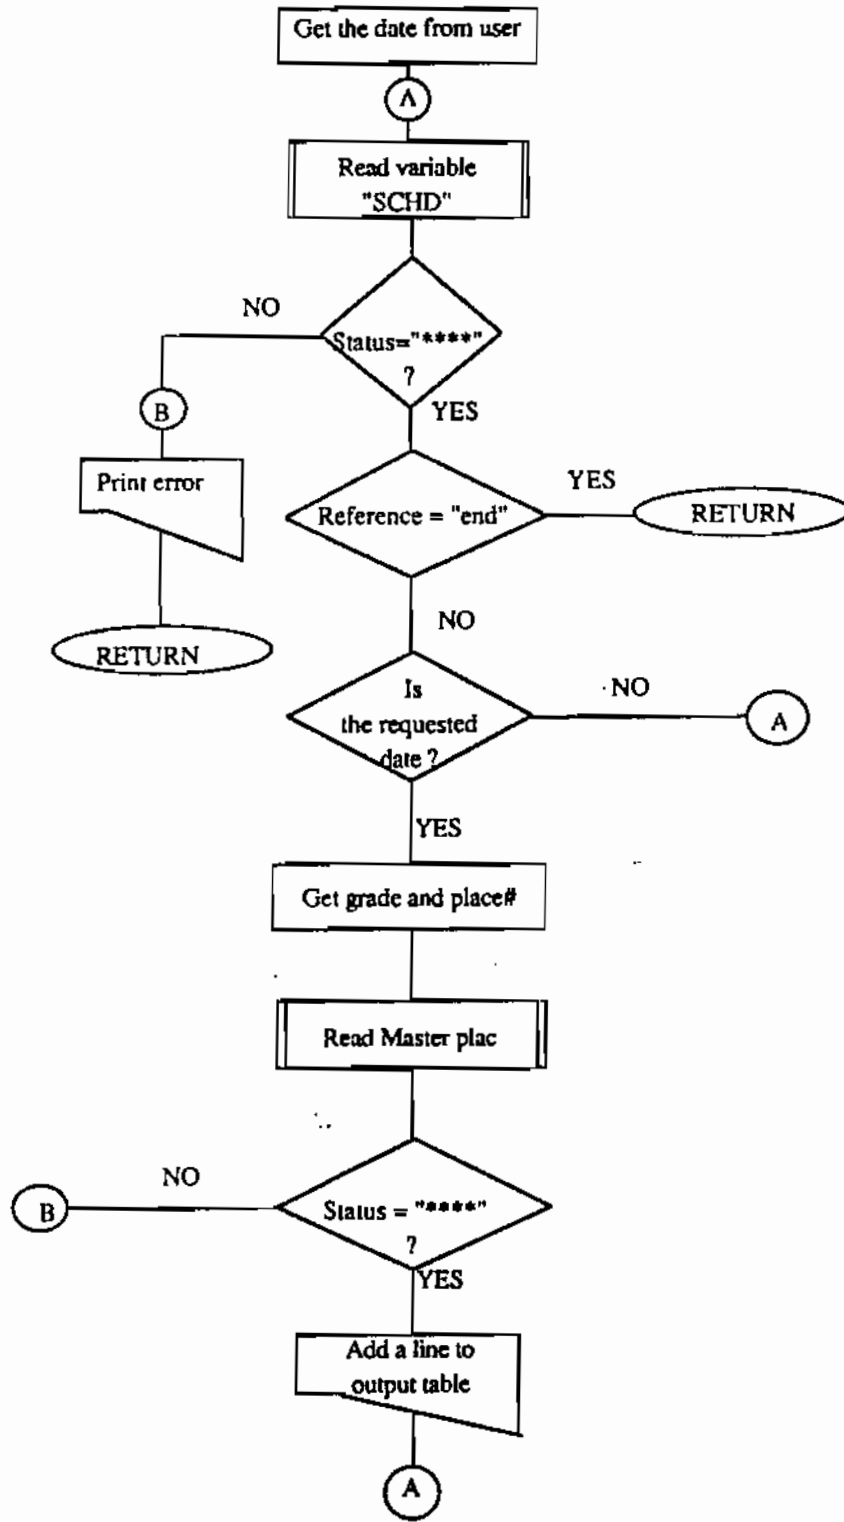 Get the date from user
A
Read variable
"SCHD"
NO
Status="****"
?
YES
B
Print error
RETURN
Reference = "end"
YES
RETURN
NO
Is
the requested
date ?
NO
A
YES
Get grade and place#
Read Master plac
NO
B
Status = "****"
?
YES
Add a line to
output table
A